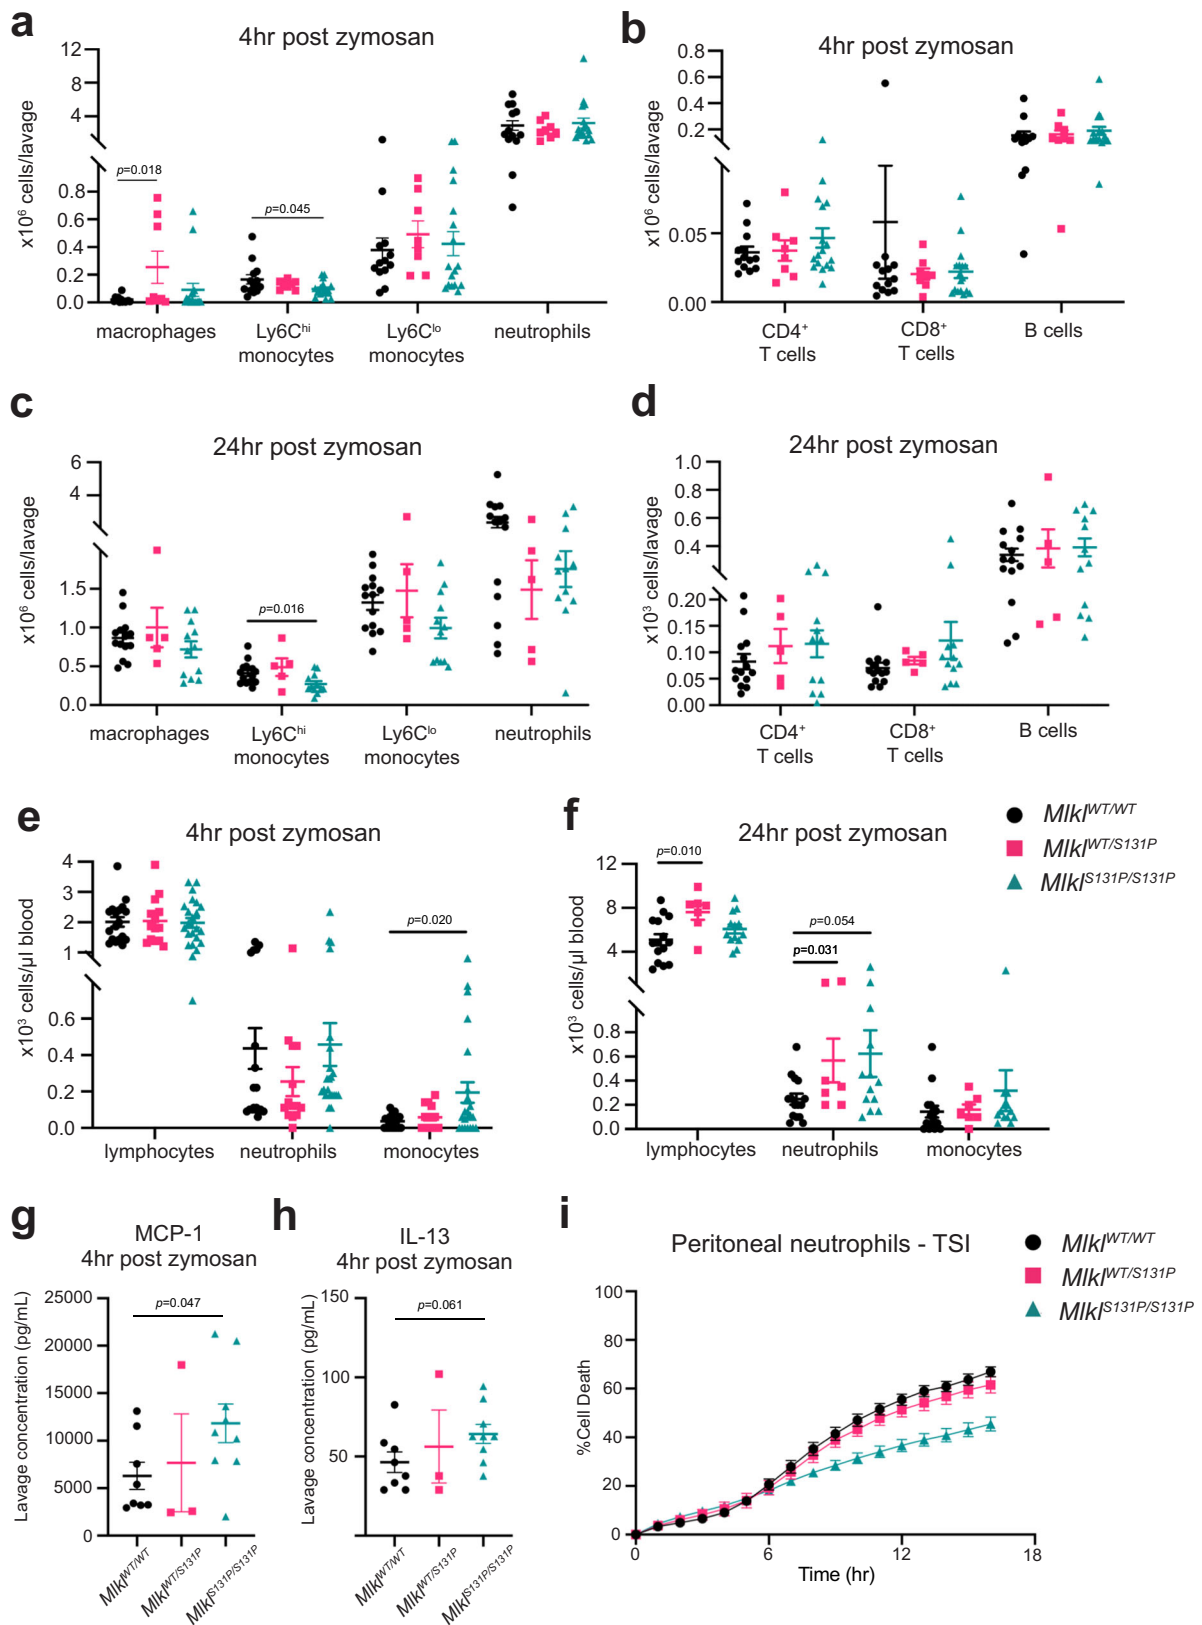 a
4hr post zymosan
x10⁶ cells/lavage
12
8
4
0.8
0.6
0.4
0.2
0.0
p=0.018
p=0.045
macrophages
Ly6Cʰⁱ
monocytes
Ly6Cˡᵒ
monocytes
neutrophils
b
4hr post zymosan
x10⁶ cells/lavage
0.8
0.6
0.4
0.2
0.05
0.00
CD4⁺
T cells
CD8⁺
T cells
B cells
c
24hr post zymosan
x10⁶ cells/lavage
6
4
1.5
1.0
0.5
0.0
p=0.016
macrophages
Ly6Cʰⁱ
monocytes
Ly6Cˡᵒ
monocytes
neutrophils
d
24hr post zymosan
x10³ cells/lavage
1.0
0.8
0.6
0.4
0.20
0.15
0.10
0.05
0.00
CD4⁺
T cells
CD8⁺
T cells
B cells
e
4hr post zymosan
x10³ cells/µl blood
4
3
2
1
0.6
0.4
0.2
0.0
p=0.020
lymphocytes
neutrophils
monocytes
f
24hr post zymosan
x10³ cells/µl blood
12
8
4
0.8
0.6
0.4
0.2
0.0
p=0.010
p=0.054
p=0.031
lymphocytes
neutrophils
monocytes
Mlkl^WT/WT
Mlkl^WT/S131P
Mlkl^S131P/S131P
g
MCP-1
4hr post zymosan
Lavage concentration (pg/mL)
25000
20000
15000
10000
5000
0
p=0.047
Mlkl^WT/WT
Mlkl^WT/S131P
Mlkl^S131P/S131P
h
IL-13
4hr post zymosan
Lavage concentration (pg/mL)
150
100
50
p=0.061
Mlkl^WT/WT
Mlkl^WT/S131P
Mlkl^S131P/S131P
i
Peritoneal neutrophils - TSI
%Cell Death
100
80
60
40
20
0
0
6
12
18
Time (hr)
Mlkl^WT/WT
Mlkl^WT/S131P
Mlkl^S131P/S131P